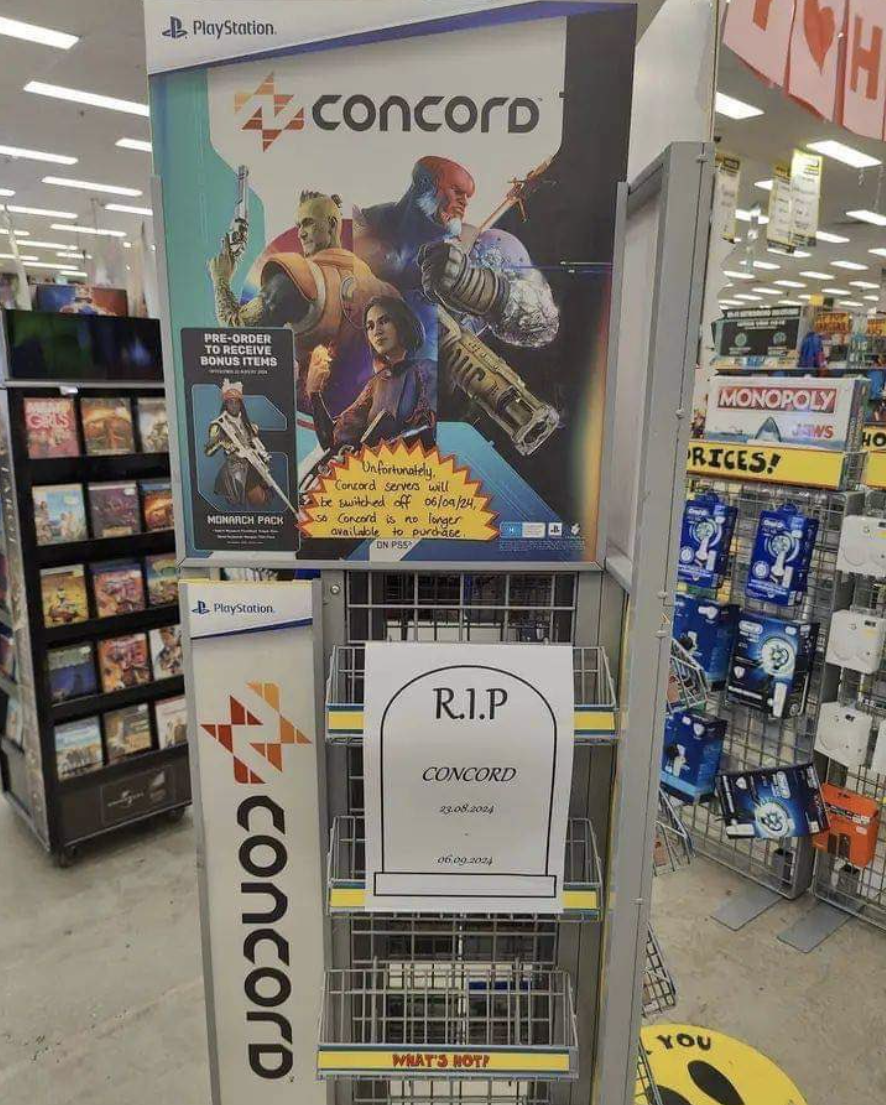 PlayStation.
CONCORD
PRE-ORDER
TO RECEIVE
BONUS ITEMS
MONARCH PACK
Unfortunately,
Concord servers will
be switched off 06/09/24,
so Concord is no longer
available to purchase.
ON PS5
PlayStation.
CONCORD
R.I.P
CONCORD
23.08.2024
-
06.09.2024
WHAT'S HOT?
MONOPOLY
JAWS
PRICES!
YOU
H